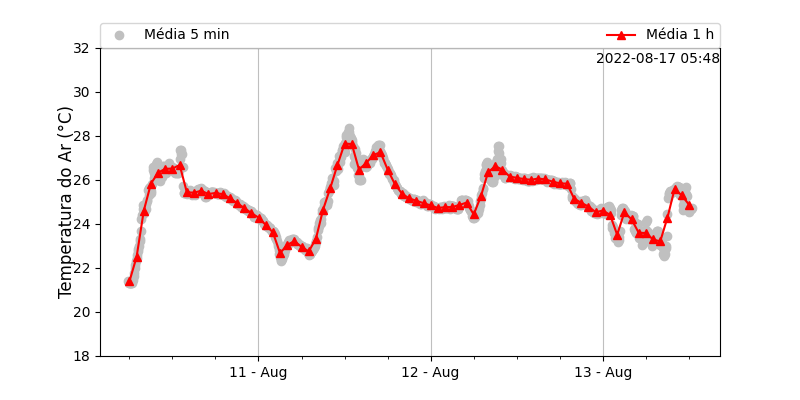 Média 5 min
Média 1 h
2022-08-17 05:48
Temperatura do Ar (°C)
32
30
28
26
24
22
20
18
11 - Aug
12 - Aug
13 - Aug